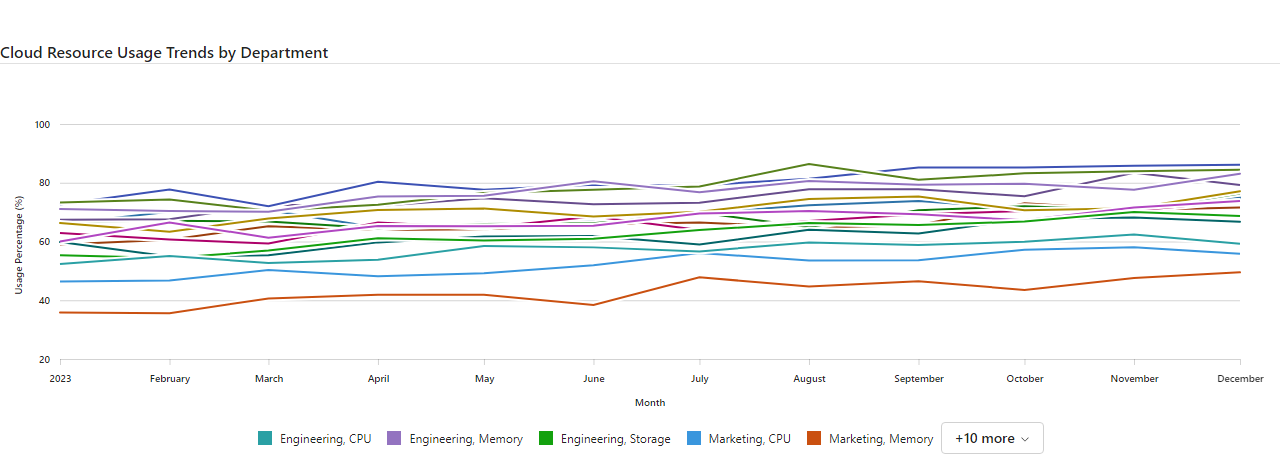 Cloud Resource Usage Trends by Department
Usage Percentage (%)
100
80
60
40
20
2023 February March April May June July August September October November December
Month
Engineering, CPU Engineering, Memory Engineering, Storage Marketing, CPU Marketing, Memory +10 more